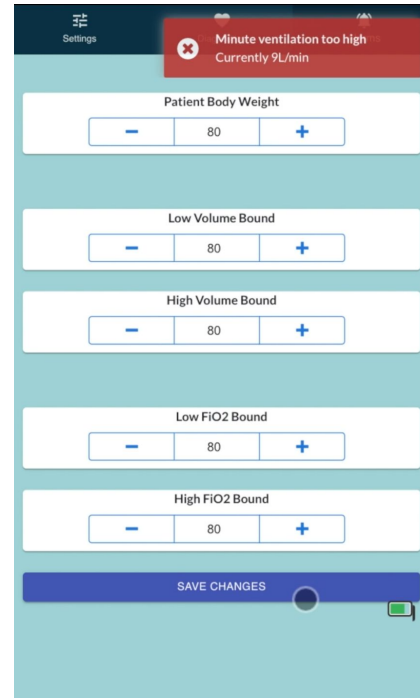 Settings
Minute ventilation too high
Currently 9L/min
Patient Body Weight
− 80 +
Low Volume Bound
− 80 +
High Volume Bound
− 80 +
Low FiO2 Bound
− 80 +
High FiO2 Bound
− 80 +
SAVE CHANGES